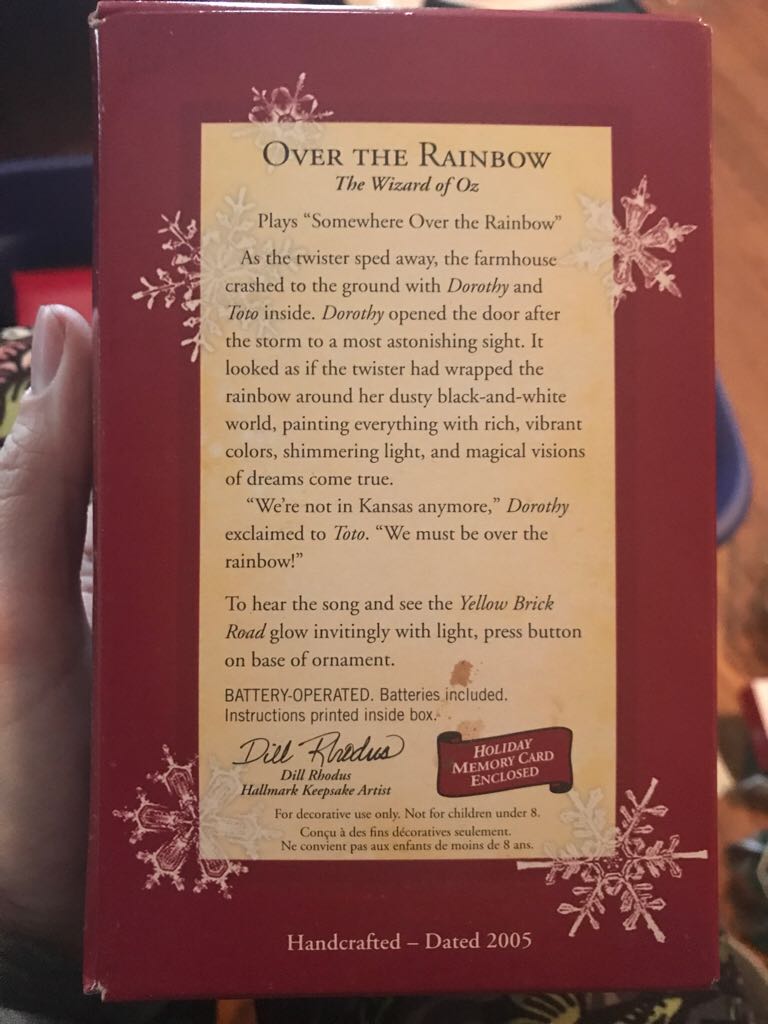 OVER THE RAINBOW
The Wizard of Oz
Plays "Somewhere Over the Rainbow"
As the twister sped away, the farmhouse
crashed to the ground with Dorothy and
Toto inside. Dorothy opened the door after
the storm to a most astonishing sight. It
looked as if the twister had wrapped the
rainbow around her dusty black-and-white
world, painting everything with rich, vibrant
colors, shimmering light, and magical visions
of dreams come true.
"We're not in Kansas anymore," Dorothy
exclaimed to Toto. "We must be over the
rainbow!"
To hear the song and see the Yellow Brick
Road glow invitingly with light, press button
on base of ornament.
BATTERY-OPERATED. Batteries included.
Instructions printed inside box.
Dill Rhodus
Dill Rhodus
Hallmark Keepsake Artist
HOLIDAY
MEMORY CARD
ENCLOSED
For decorative use only. Not for children under 8.
Conçu à des fins décoratives seulement.
Ne convient pas aux enfants de moins de 8 ans.
Handcrafted – Dated 2005